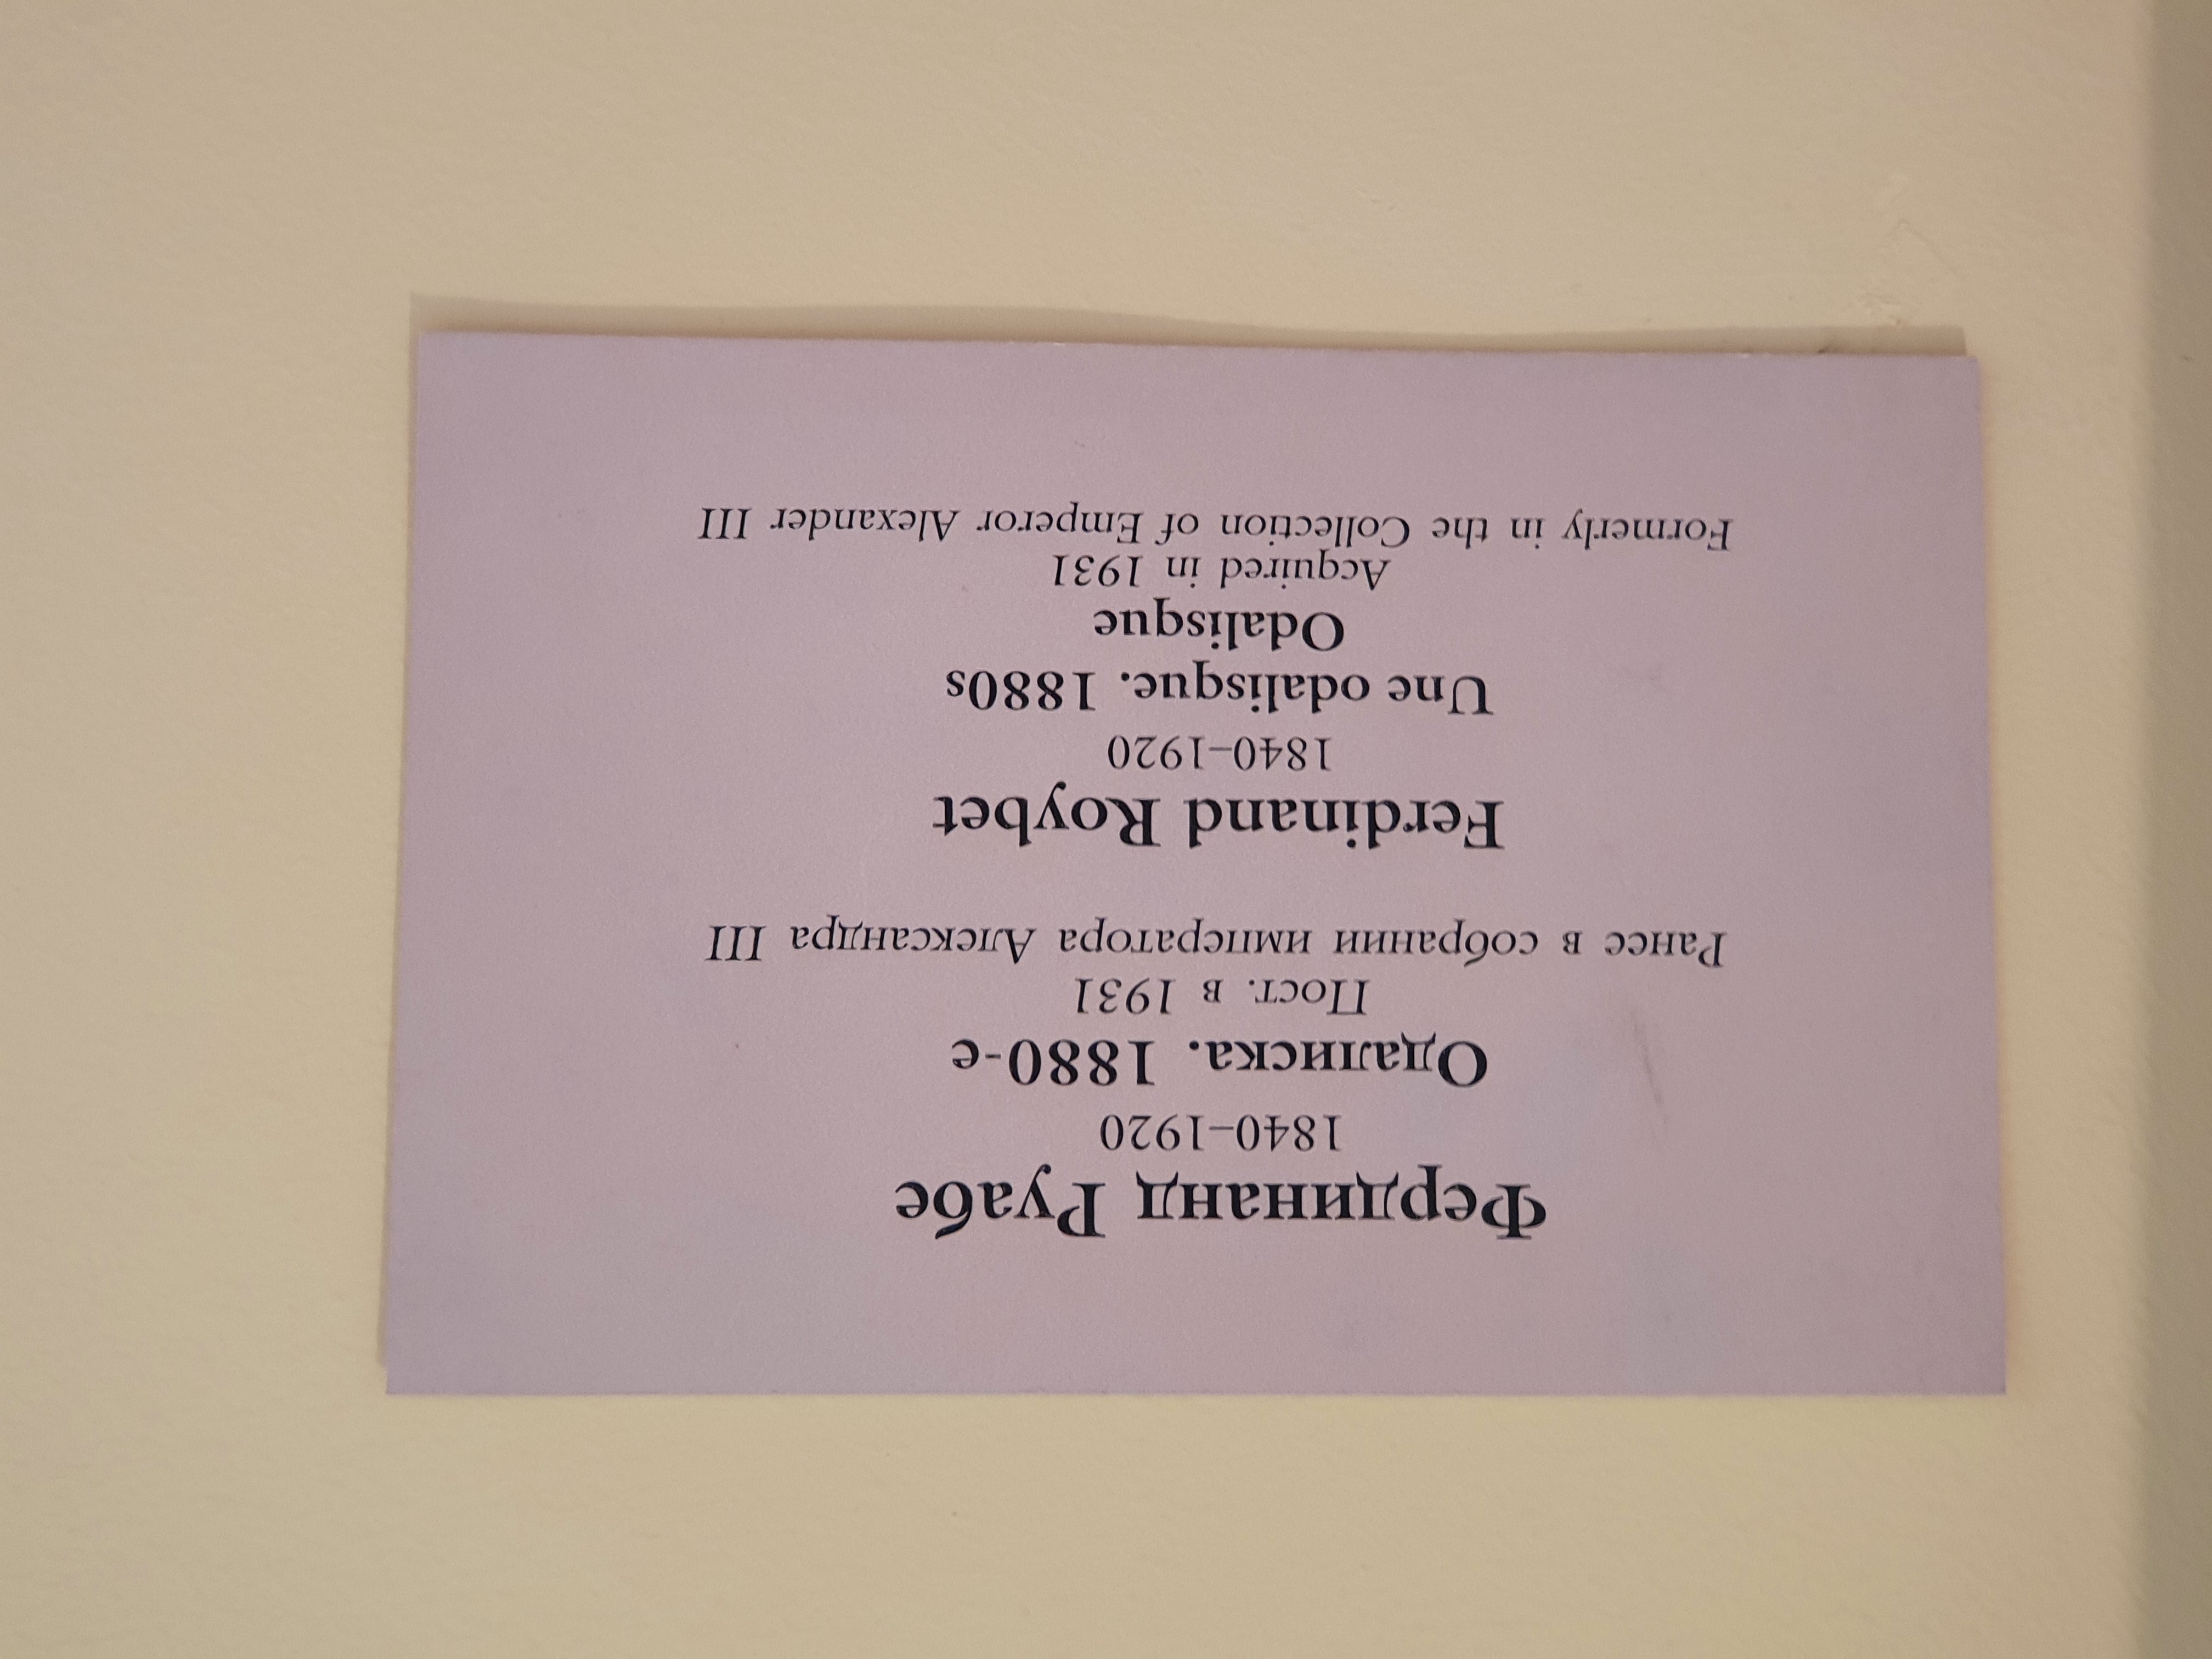 Фердинанд Руабе
1840–1920
Одалиска. 1880-е
Пост. в 1931
Ранее в собрании императора Александра III
Ferdinand Roybet
1840–1920
Une odalisque. 1880s
Odalisque
Acquired in 1931
Formerly in the Collection of Emperor Alexander III